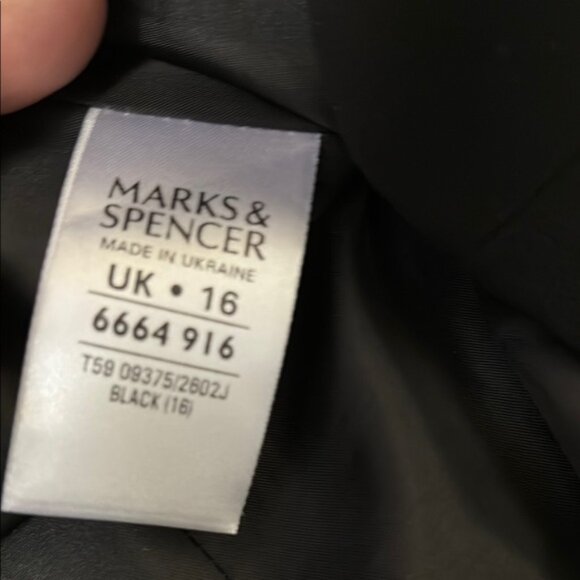 MARKS &
SPENCER
MADE IN UKRAINE
UK • 16
6664 916
T59 09375/2602J
BLACK (16)